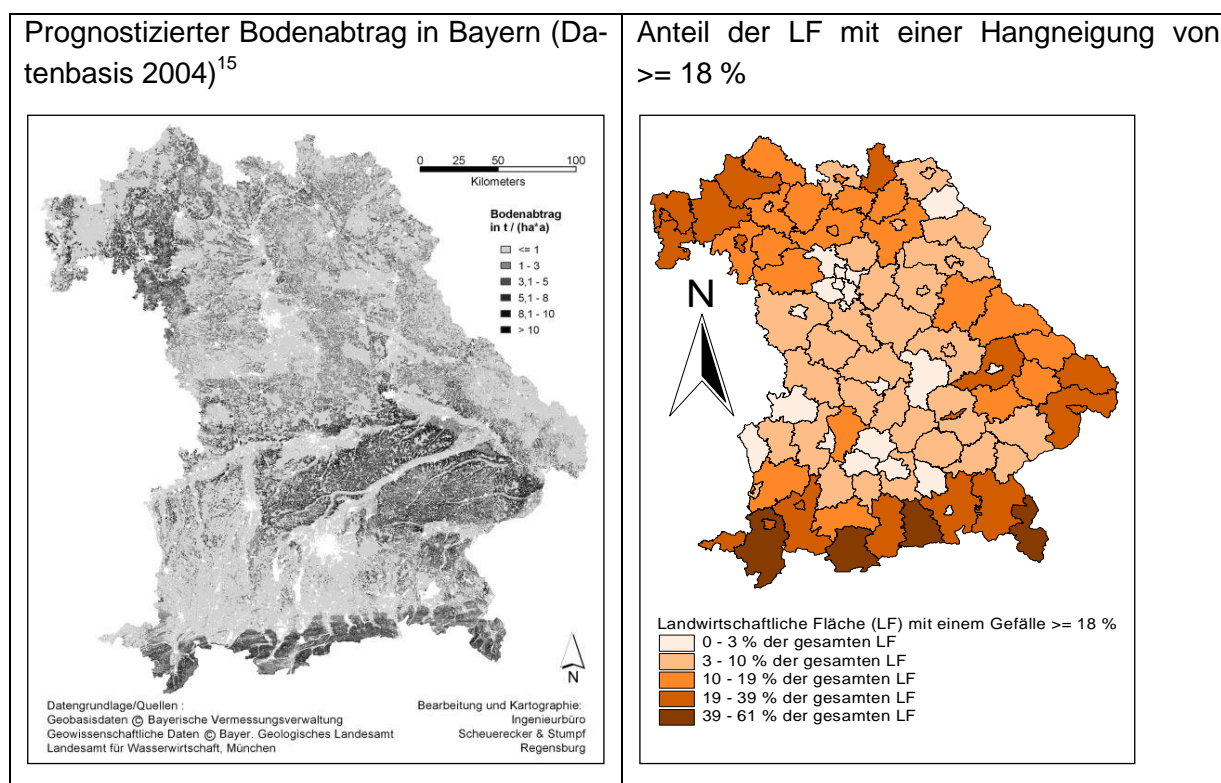 Prognostizierter Bodenabtrag in Bayern (Da-
tenbasis 2004)15
0 25 50 100
Kilometers
Bodenabtrag
in t / (ha*a)
<= 1
1 - 3
3,1 - 5
5,1 - 8
8,1 - 10
> 10
N
Datengrundlage/Quellen :
Geobasisdaten © Bayerische Vermessungsverwaltung
Geowissenschaftliche Daten © Bayer. Geologisches Landesamt
Landesamt für Wasserwirtschaft, München
Bearbeitung und Kartographie:
Ingenieurbüro
Scheuerecker & Stumpf
Regensburg
Anteil der LF mit einer Hangneigung von
>= 18 %
N
Landwirtschaftliche Fläche (LF) mit einem Gefälle >= 18 %
0 - 3 % der gesamten LF
3 - 10 % der gesamten LF
10 - 19 % der gesamten LF
19 - 39 % der gesamten LF
39 - 61 % der gesamten LF